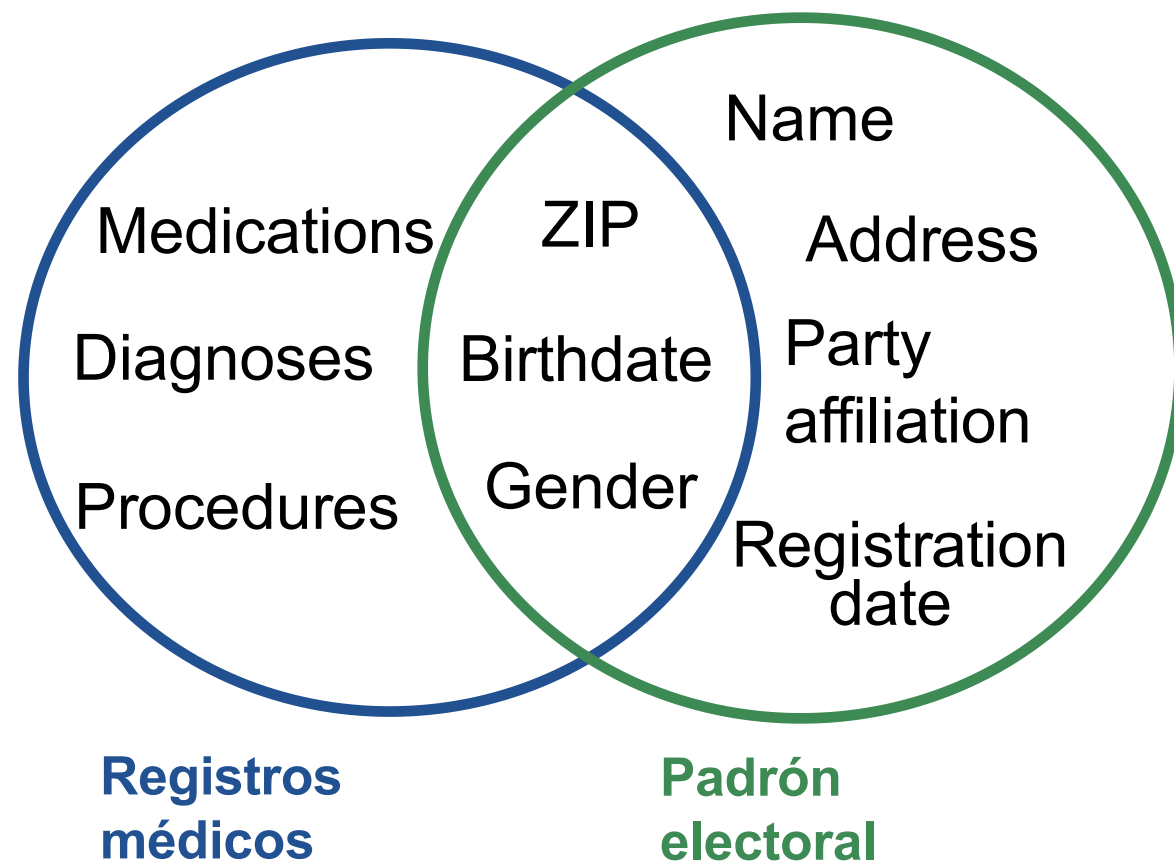 Name
Medications
ZIP
Address
Diagnoses
Birthdate
Party
affiliation
Procedures
Gender
Registration
date
Registros
médicos
Padrón
electoral